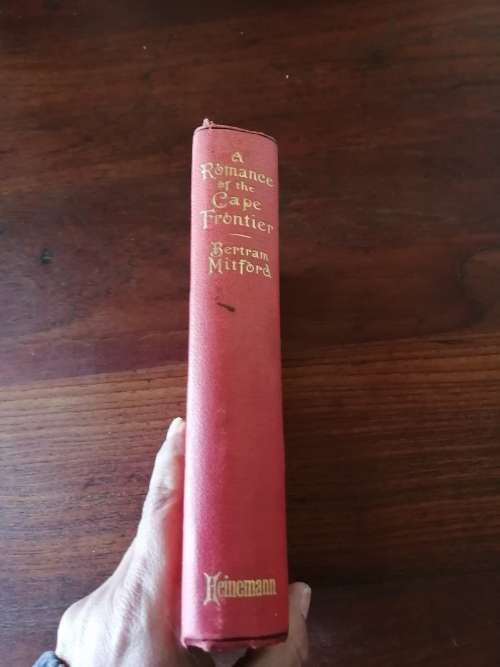 A
Romance
of the
Cape
Frontier
Bertram
Mitford
Heinemann